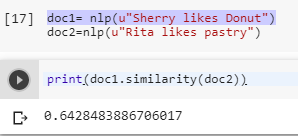 [17] doc1= nlp(u"Sherry likes Donut")
doc2=nlp(u"Rita likes pastry")
print(doc1.similarity(doc2))
0.6428483886706017